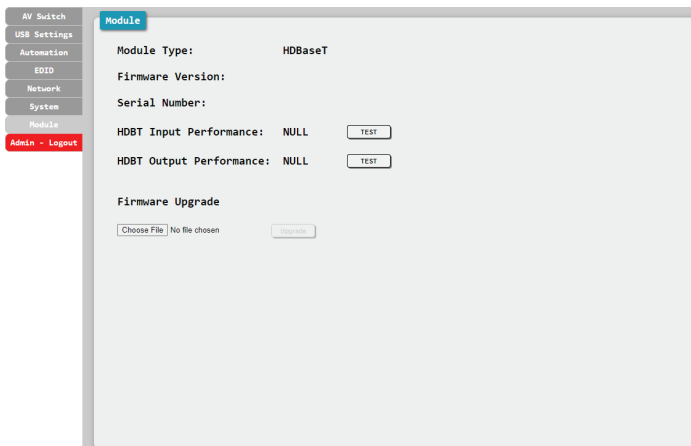 AV Switch
USB Settings
Automation
EDID
Network
System
Module
Admin - Logout
Module
Module Type: HDBaseT
Firmware Version:
Serial Number:
HDBT Input Performance: NULL TEST
HDBT Output Performance: NULL TEST
Firmware Upgrade
Choose File No file chosen Upgrade